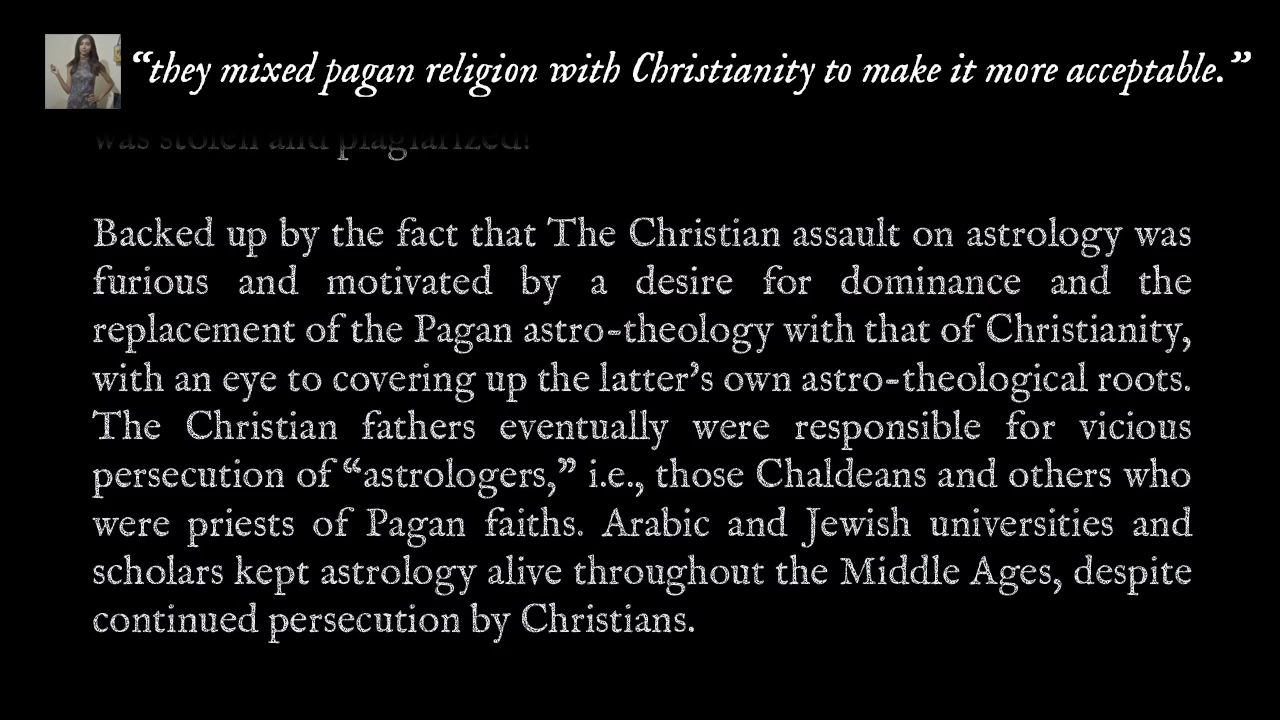 “they mixed pagan religion with Christianity to make it more acceptable.”
was stolen and plagiarized!
Backed up by the fact that The Christian assault on astrology was
furious and motivated by a desire for dominance and the
replacement of the Pagan astro-theology with that of Christianity,
with an eye to covering up the latter’s own astro-theological roots.
The Christian fathers eventually were responsible for vicious
persecution of “astrologers,” i.e., those Chaldeans and others who
were priests of Pagan faiths. Arabic and Jewish universities and
scholars kept astrology alive throughout the Middle Ages, despite
continued persecution by Christians.